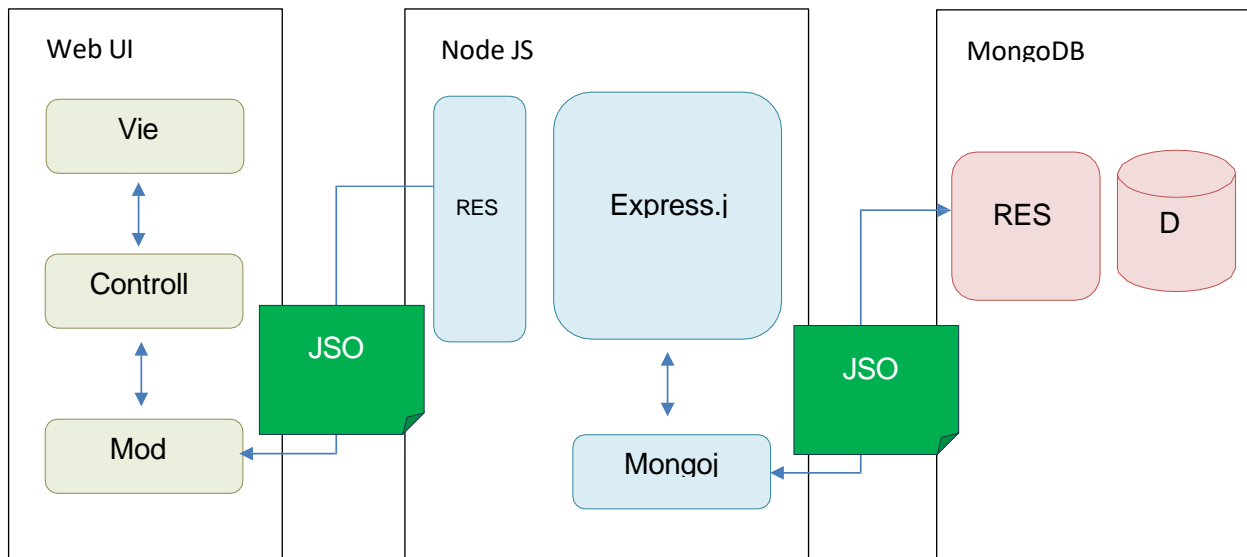 Web UI
Vie
Controll
Mod
JSO
Node JS
RES
Express.j
Mongoj
JSO
MongoDB
RES
D